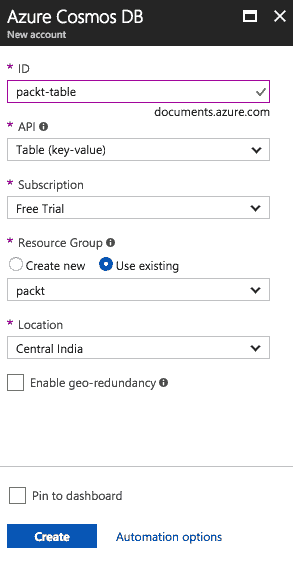 Azure Cosmos DB
New account
* ID
packt-table
documents.azure.com
* API
Table (key-value)
* Subscription
Free Trial
* Resource Group
Create new Use existing
packt
* Location
Central India
Enable geo-redundancy
Pin to dashboard
Create Automation options